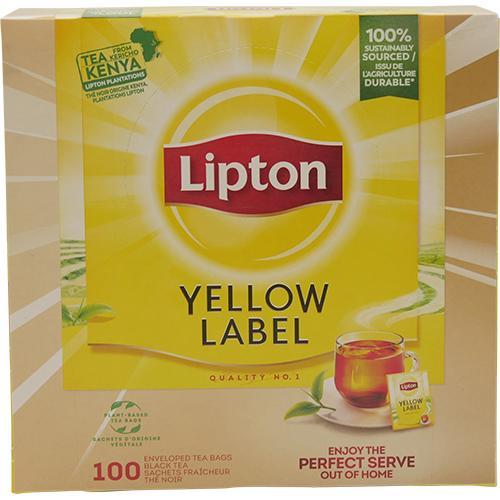 TEA FROM KERICHO
KENYA
LIPTON PLANTATIONS
THÉ NOIR ORIGINE KENYA,
PLANTATIONS LIPTON
100%
SUSTAINABLY
SOURCED /
ISSU DE
L'AGRICULTURE
DURABLE*
Lipton
YELLOW
LABEL
QUALITY NO.1
Lipton
YELLOW
LABEL
PLANT-BASED
TEA BAGS
SACHETS D'ORIGINE
VÉGÉTALE
100 ENVELOPED TEA BAGS
BLACK TEA
SACHETS FRAÎCHEUR
THÉ NOIR
ENJOY THE
PERFECT SERVE
OUT OF HOME